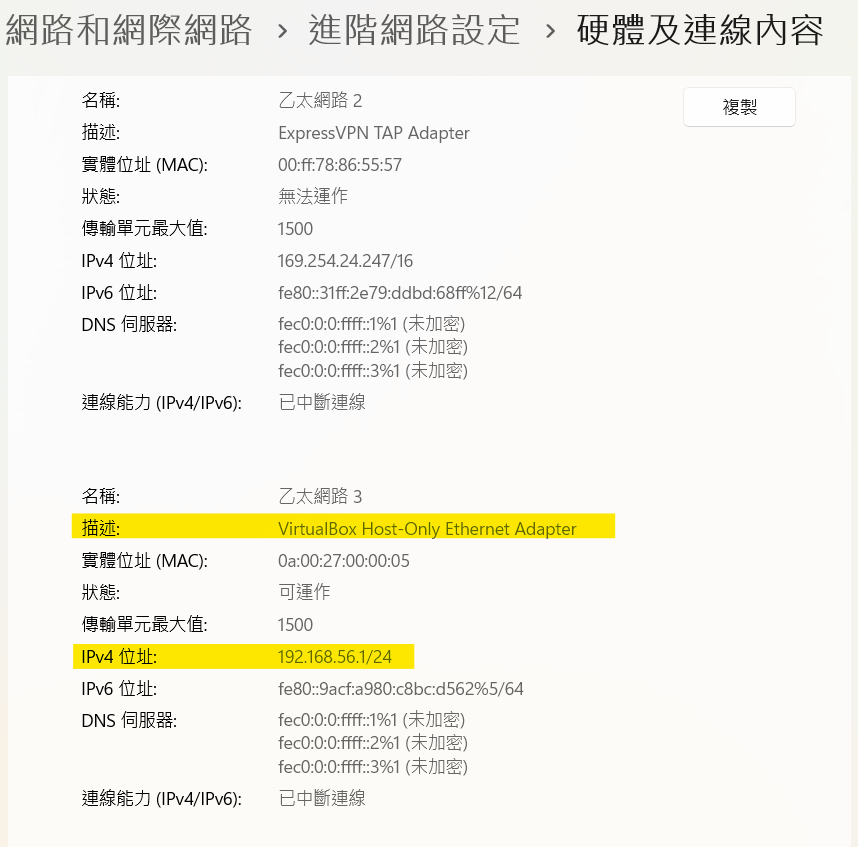 網路和網際網路 › 進階網路設定 › 硬體及連線內容
名稱: 乙太網路 2
複製
描述: ExpressVPN TAP Adapter
實體位址 (MAC): 00:ff:78:86:55:57
狀態: 無法運作
傳輸單元最大值: 1500
IPv4 位址: 169.254.24.247/16
IPv6 位址: fe80::31ff:2e79:ddbd:68ff%12/64
DNS 伺服器: fec0:0:0:ffff::1%1 (未加密)
fec0:0:0:ffff::2%1 (未加密)
fec0:0:0:ffff::3%1 (未加密)
連線能力 (IPv4/IPv6): 已中斷連線
名稱: 乙太網路 3
描述: VirtualBox Host-Only Ethernet Adapter
實體位址 (MAC): 0a:00:27:00:00:05
狀態: 可運作
傳輸單元最大值: 1500
IPv4 位址: 192.168.56.1/24
IPv6 位址: fe80::9acf:a980:c8bc:d562%5/64
DNS 伺服器: fec0:0:0:ffff::1%1 (未加密)
fec0:0:0:ffff::2%1 (未加密)
fec0:0:0:ffff::3%1 (未加密)
連線能力 (IPv4/IPv6): 已中斷連線